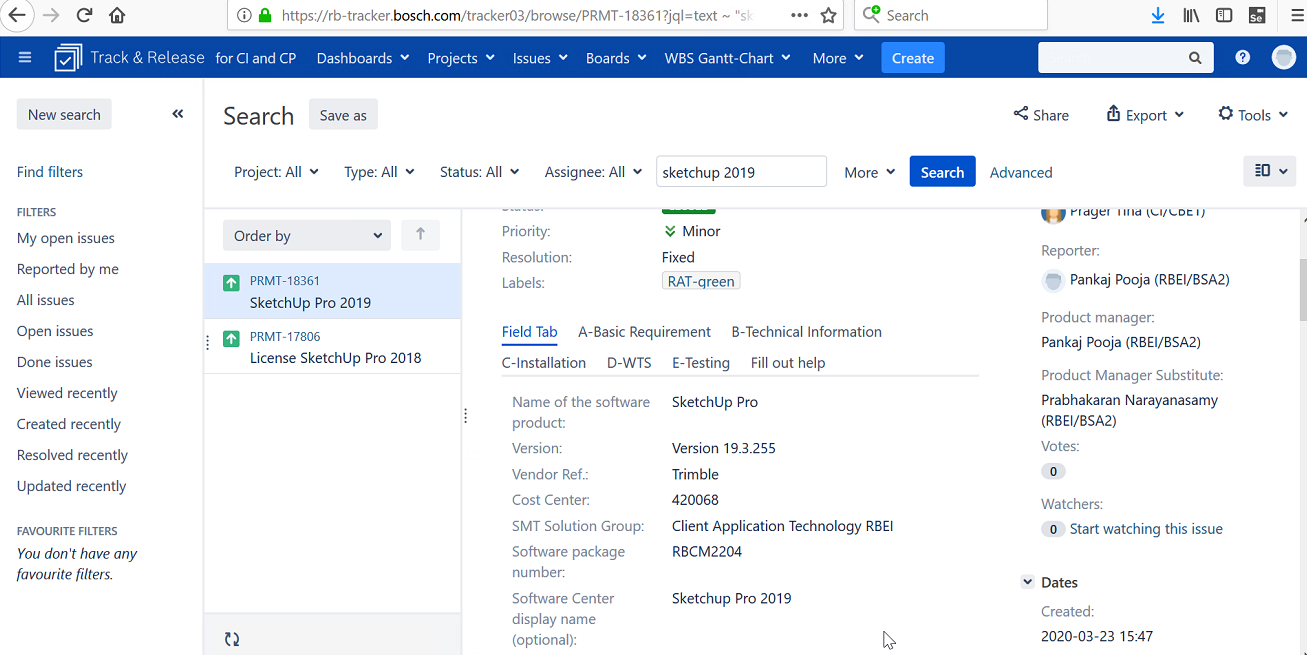 https://rb-tracker.bosch.com/tracker03/browse/PRMT-18361?jql=text ~ "sk
Search
Se
Track & Release for CI and CP Dashboards Projects Issues Boards WBS Gantt-Chart More Create
New search
Find filters
FILTERS
My open issues
Reported by me
All issues
Open issues
Done issues
Viewed recently
Created recently
Resolved recently
Updated recently
FAVOURITE FILTERS
You don't have any
favourite filters.
Search Save as
Share Export Tools
Project: All Type: All Status: All Assignee: All sketchup 2019 More Search Advanced
Order by
PRMT-18361
SketchUp Pro 2019
PRMT-17806
License SketchUp Pro 2018
Status:
Priority: Minor
Resolution: Fixed
Labels: RAT-green
Field Tab A-Basic Requirement B-Technical Information
C-Installation D-WTS E-Testing Fill out help
Name of the software
product:
SketchUp Pro
Version: Version 19.3.255
Vendor Ref.: Trimble
Cost Center: 420068
SMT Solution Group: Client Application Technology RBEI
Software package
number:
RBCM2204
Software Center
display name
(optional):
Sketchup Pro 2019
Prager Tina (CI/CBE1)
Reporter:
Pankaj Pooja (RBEI/BSA2)
Product manager:
Pankaj Pooja (RBEI/BSA2)
Product Manager Substitute:
Prabhakaran Narayanasamy
(RBEI/BSA2)
Votes:
0
Watchers:
0 Start watching this issue
Dates
Created:
2020-03-23 15:47